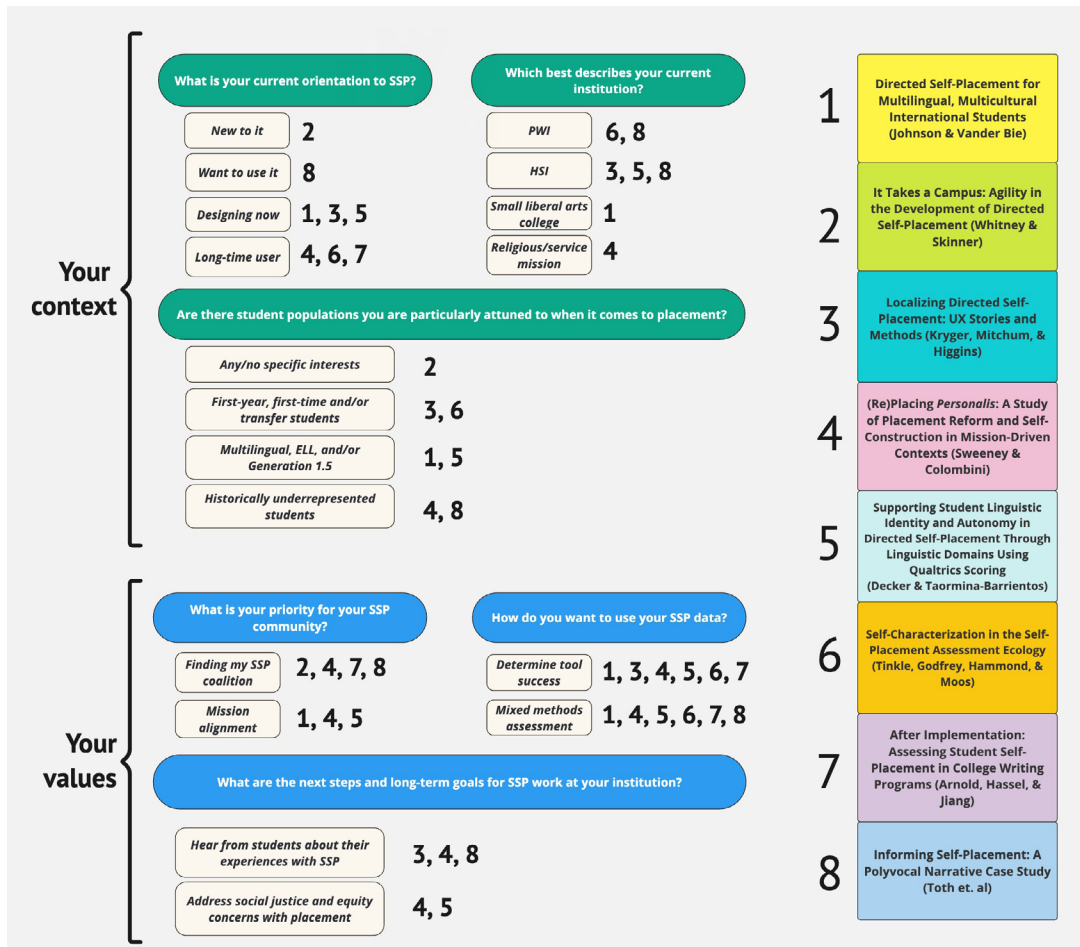 Your
context
What is your current orientation to SSP?
New to it
2
Want to use it
8
Designing now
1, 3, 5
Long-time user
4, 6, 7
Which best describes your current
institution?
PWI
6, 8
HSI
3, 5, 8
Small liberal arts
college
1
Religious/service
mission
4
Are there student populations you are particularly attuned to when it comes to placement?
Any/no specific interests
2
First-year, first-time and/or
transfer students
3, 6
Multilingual, ELL, and/or
Generation 1.5
1, 5
Historically underrepresented
students
4, 8
Your
values
What is your priority for your SSP
community?
Finding my SSP
coalition
2, 4, 7, 8
Mission
alignment
1, 4, 5
How do you want to use your SSP data?
Determine tool
success
1, 3, 4, 5, 6, 7
Mixed methods
assessment
1, 4, 5, 6, 7, 8
What are the next steps and long-term goals for SSP work at your institution?
Hear from students about their
experiences with SSP
3, 4, 8
Address social justice and equity
concerns with placement
4, 5
1
Directed Self-Placement for
Multilingual, Multicultural
International Students
(Johnson & Vander Bie)
2
It Takes a Campus: Agility in
the Development of Directed
Self-Placement (Whitney &
Skinner)
3
Localizing Directed Self-
Placement: UX Stories and
Methods (Kryger, Mitchum, &
Higgins)
4
(Re)Placing Personalis: A Study
of Placement Reform and Self-
Construction in Mission-Driven
Contexts (Sweeney &
Colombini)
5
Supporting Student Linguistic
Identity and Autonomy in
Directed Self-Placement Through
Linguistic Domains Using
Qualtrics Scoring
(Decker & Taormina-Barrientos)
6
Self-Characterization in the Self-
Placement Assessment Ecology
(Tinkle, Godfrey, Hammond, &
Moos)
7
After Implementation:
Assessing Student Self-
Placement in College Writing
Programs (Arnold, Hassel, &
Jiang)
8
Informing Self-Placement: A
Polyvocal Narrative Case Study
(Toth et. al)